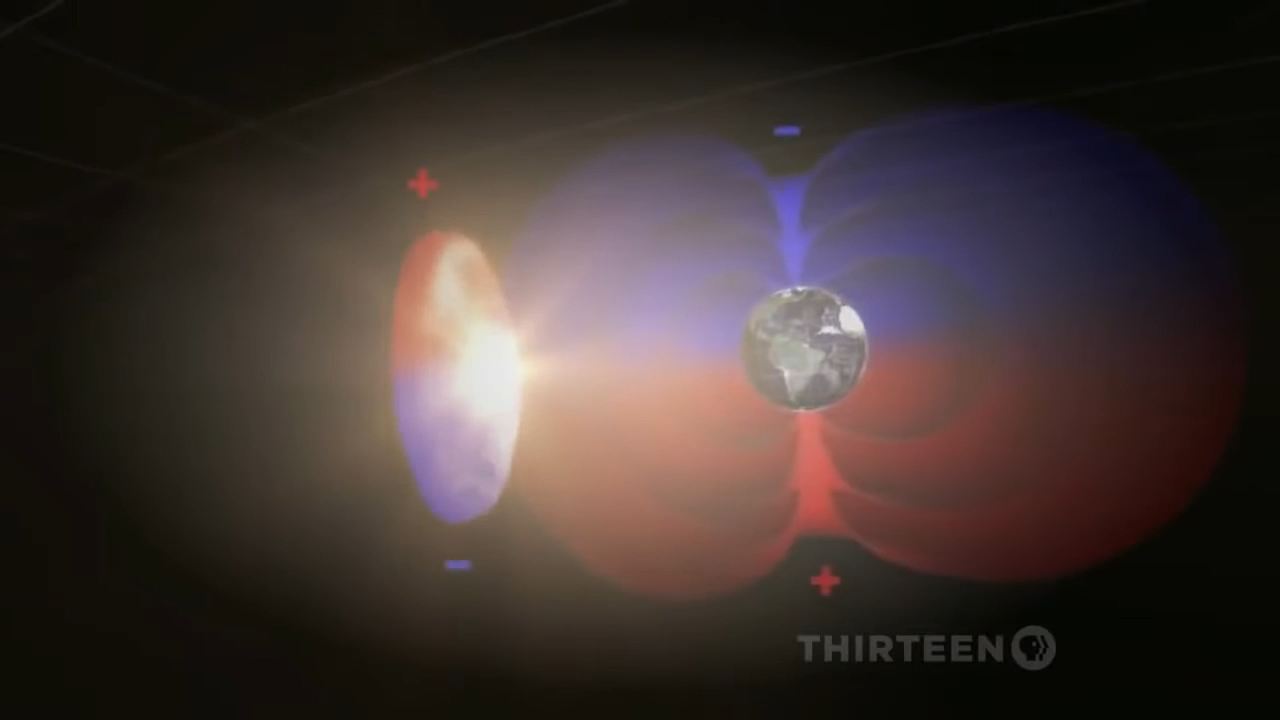 +
-
-
+
THIRTEEN